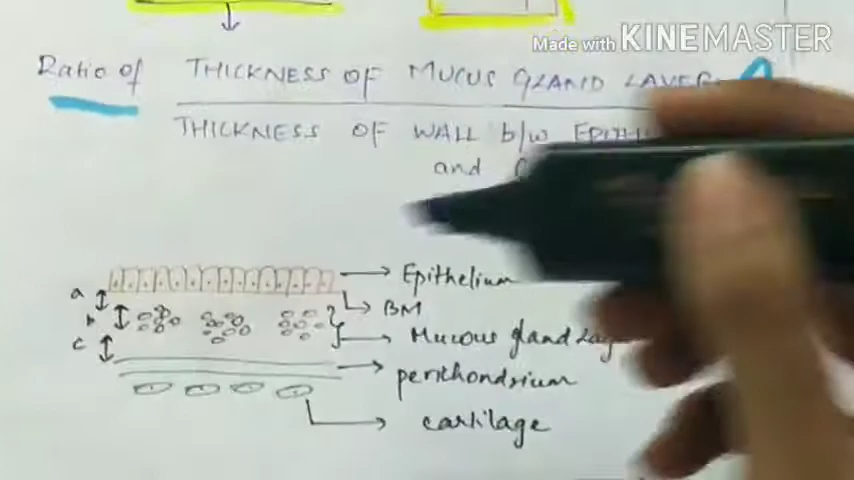 Made with KINEMASTER
Ratio of THICKNESS OF MUCUS GLAND LAYER
THICKNESS OF WALL b/w
and
a
Epithelium
b
BM
c
Mucous gland
perichondrium
cartilage